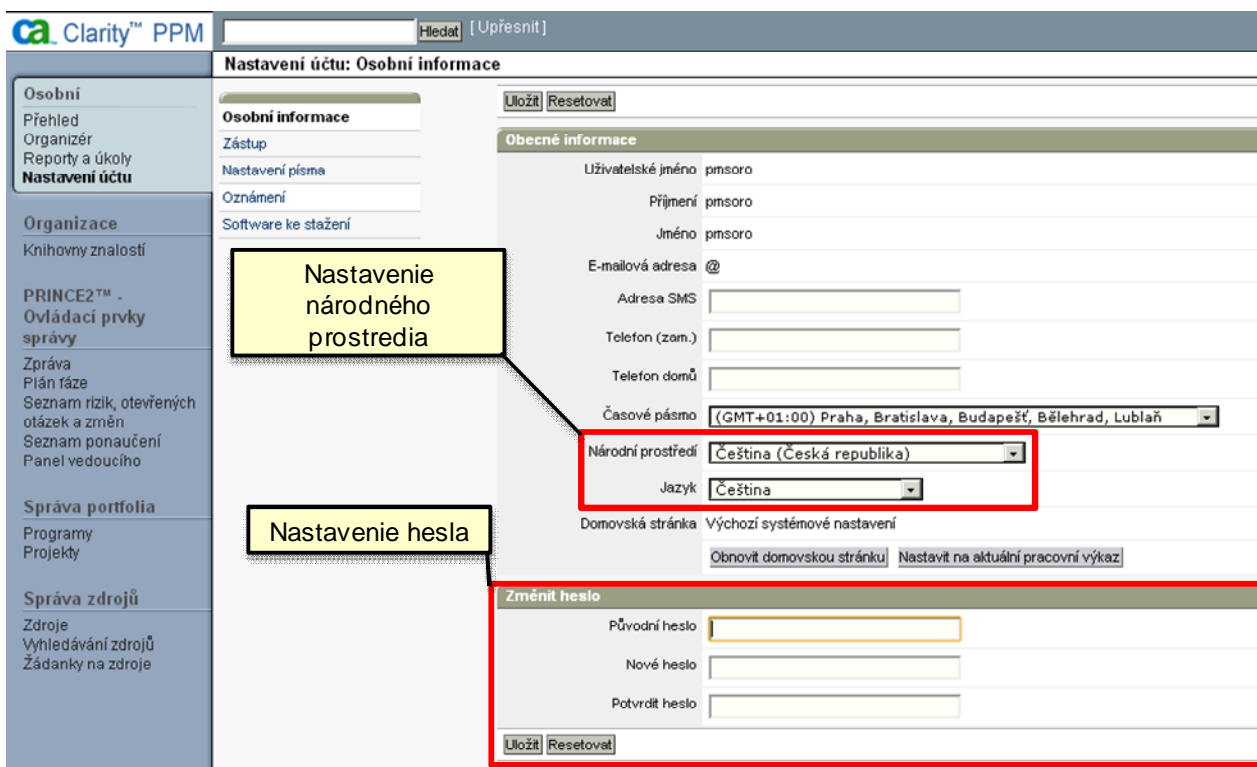 ca Clarity™ PPM
Hledat [Upřesnit]
Nastavení účtu: Osobní informace
Osobní
Přehled
Organizér
Reporty a úkoly
Nastavení účtu
Organizace
Knihovny znalostí
PRINCE2™ -
Ovládací prvky
správy
Zpráva
Plán fáze
Seznam rizik, otevřených
otázek a změn
Seznam ponaučení
Panel vedoucího
Správa portfolia
Programy
Projekty
Správa zdrojů
Zdroje
Vyhledávání zdrojů
Žádanky na zdroje
Osobní informace
Zástup
Nastavení písma
Oznámení
Software ke stažení
Nastavenie
národného
prostredia
Nastavenie hesla
Uložit Resetovat
Obecné informace
Uživatelské jméno pmsoro
Příjmení pmsoro
Jméno pmsoro
E-mailová adresa @
Adresa SMS
Telefon (zam.)
Telefon domů
Časové pásmo (GMT+01:00) Praha, Bratislava, Budapešť, Bělehrad, Lublaň
Národní prostředí Čeština (Česká republika)
Jazyk Čeština
Domovská stránka Výchozí systémové nastavení
Obnovit domovskou stránku Nastavit na aktuální pracovní výkaz
Změnit heslo
Původní heslo
Nové heslo
Potvrdit heslo
Uložit Resetovat